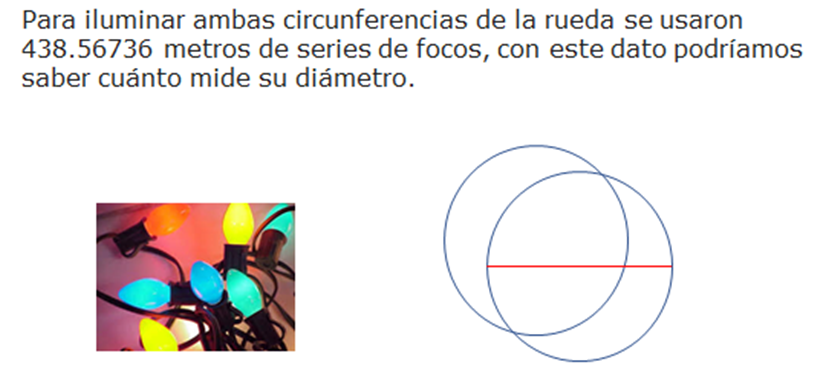 Para iluminar ambas circunferencias de la rueda se usaron
438.56736 metros de series de focos, con este dato podríamos
saber cuánto mide su diámetro.